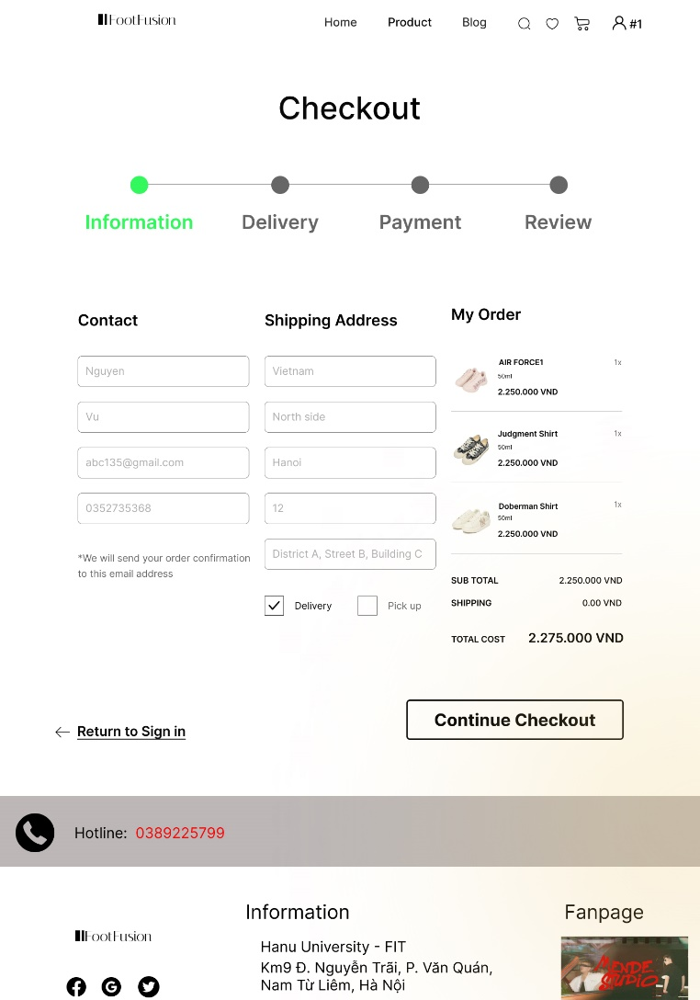 FootFusion
Home Product Blog #1
Checkout
Information Delivery Payment Review
Contact
Nguyen
Vu
abc135@gmail.com
0352735368
*We will send your order confirmation
to this email address
Shipping Address
Vietnam
North side
Hanoi
12
District A, Street B, Building C
Delivery Pick up
My Order
AIR FORCE1 1x
50ml
2.250.000 VND
Judgment Shirt 1x
50ml
2.250.000 VND
Doberman Shirt 1x
50ml
2.250.000 VND
SUB TOTAL 2.250.000 VND
SHIPPING 0.00 VND
TOTAL COST 2.275.000 VND
Return to Sign in
Continue Checkout
Hotline: 0389225799
FootFusion
Information
Hanu University - FIT
Km9 Đ. Nguyễn Trãi, P. Văn Quán,
Nam Từ Liêm, Hà Nội
Fanpage
MENDE
STUDIO